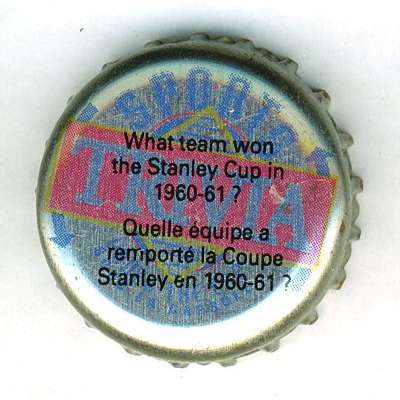 SPORTS
TRIVIA
What team won
the Stanley Cup in
1960-61 ?
Quelle équipe a
remporté la Coupe
Stanley en 1960-61 ?